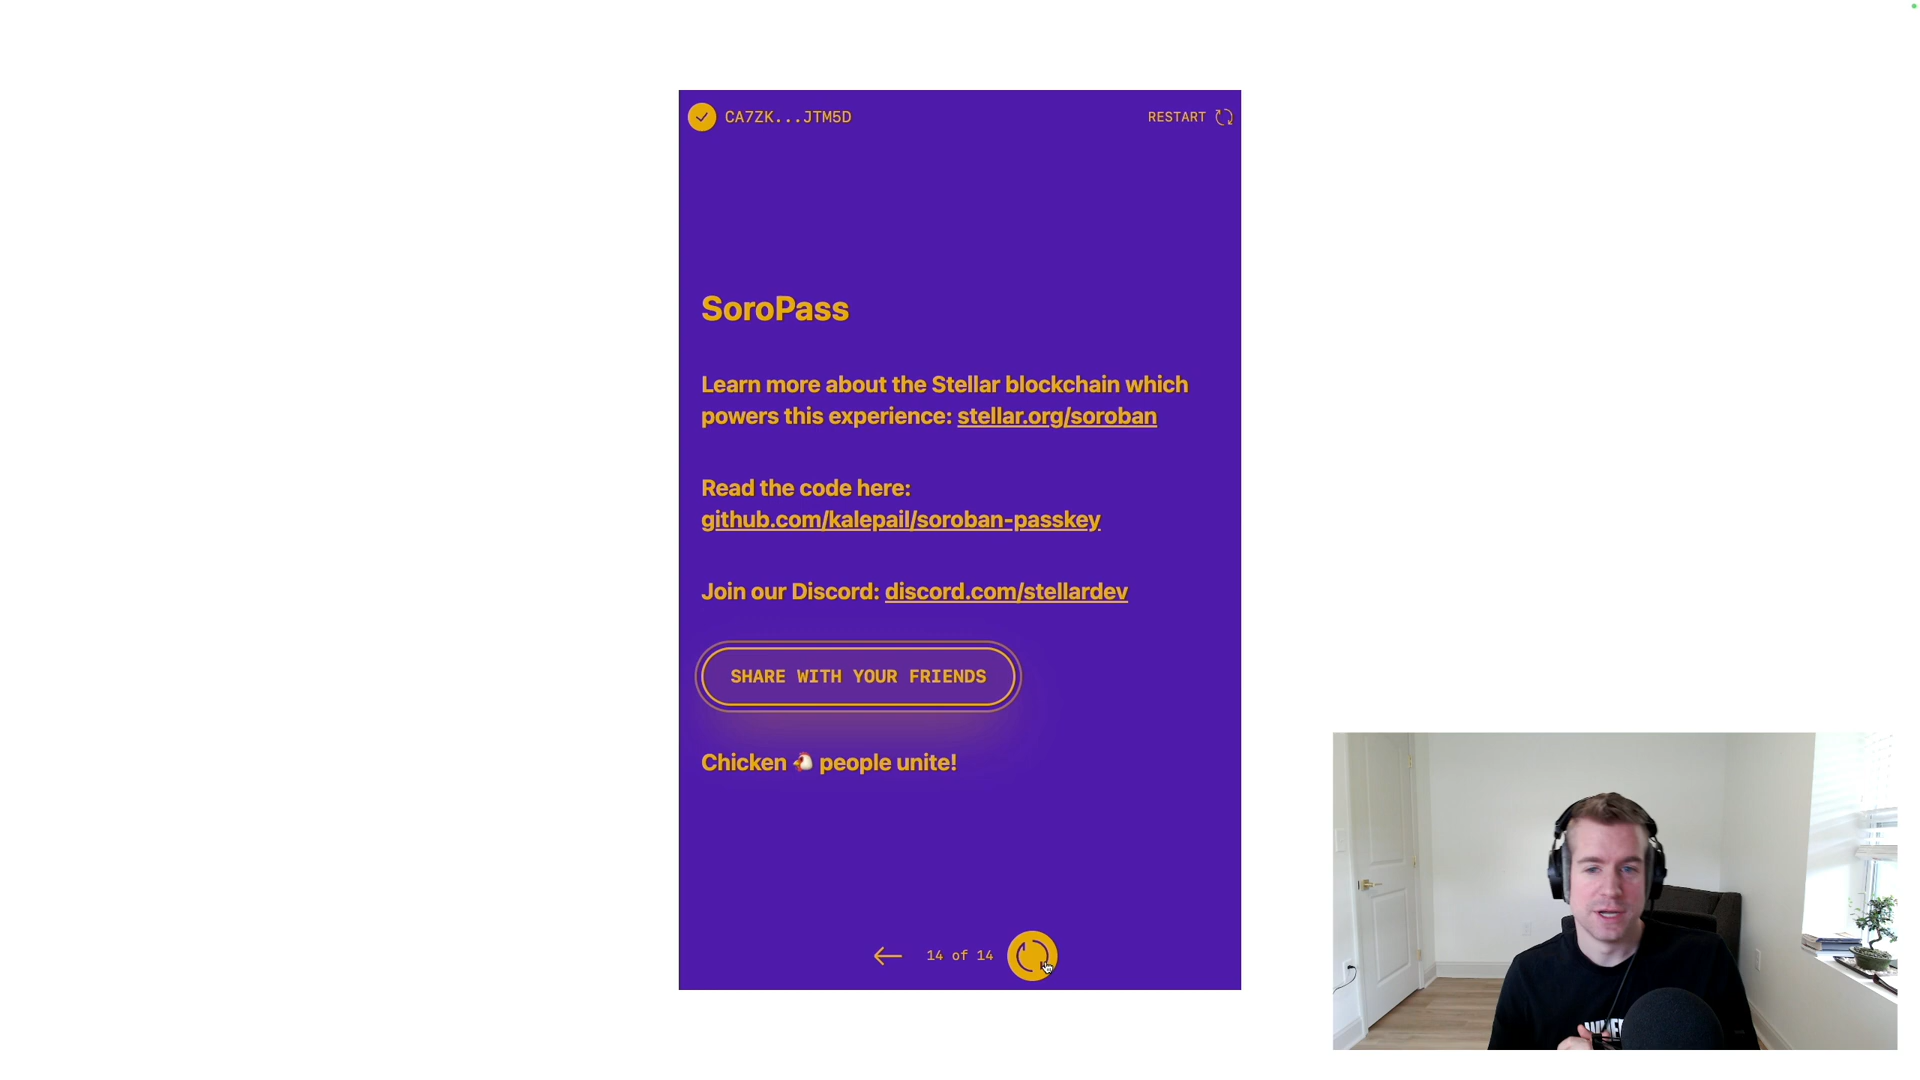 CA7ZK...JTM5D
RESTART
SoroPass
Learn more about the Stellar blockchain which
powers this experience: stellar.org/soroban
Read the code here:
github.com/kalepail/soroban-passkey
Join our Discord: discord.com/stellardev
SHARE WITH YOUR FRIENDS
Chicken 🐔 people unite!
14 of 14